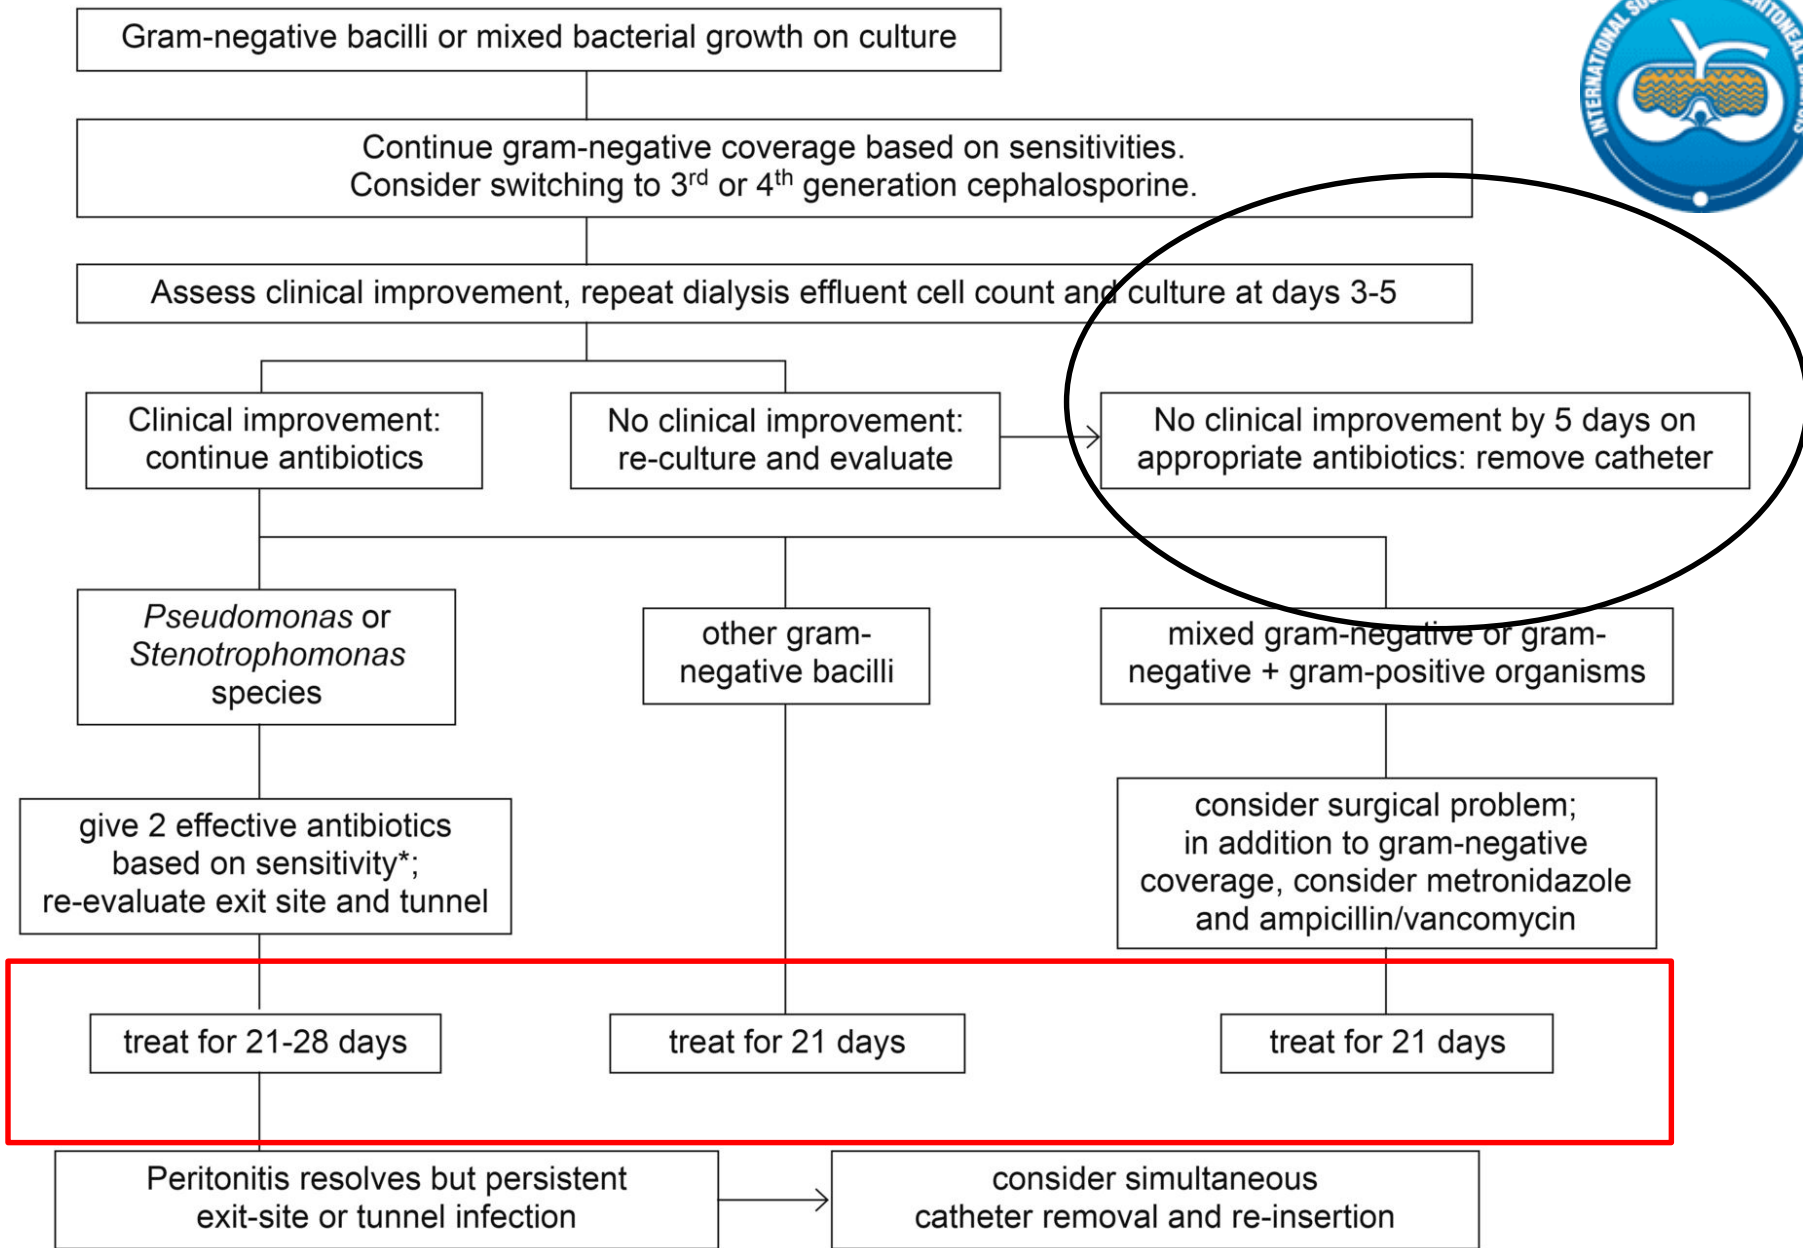 Gram-negative bacilli or mixed bacterial growth on culture
Continue gram-negative coverage based on sensitivities.
Consider switching to 3rd or 4th generation cephalosporine.
Assess clinical improvement, repeat dialysis effluent cell count and culture at days 3-5
Clinical improvement:
continue antibiotics
No clinical improvement:
re-culture and evaluate
No clinical improvement by 5 days on
appropriate antibiotics: remove catheter
Pseudomonas or
Stenotrophomonas
species
other gram-
negative bacilli
mixed gram-negative or gram-
negative + gram-positive organisms
give 2 effective antibiotics
based on sensitivity*;
re-evaluate exit site and tunnel
consider surgical problem;
in addition to gram-negative
coverage, consider metronidazole
and ampicillin/vancomycin
treat for 21-28 days
treat for 21 days
treat for 21 days
Peritonitis resolves but persistent
exit-site or tunnel infection
consider simultaneous
catheter removal and re-insertion
INTERNATIONAL